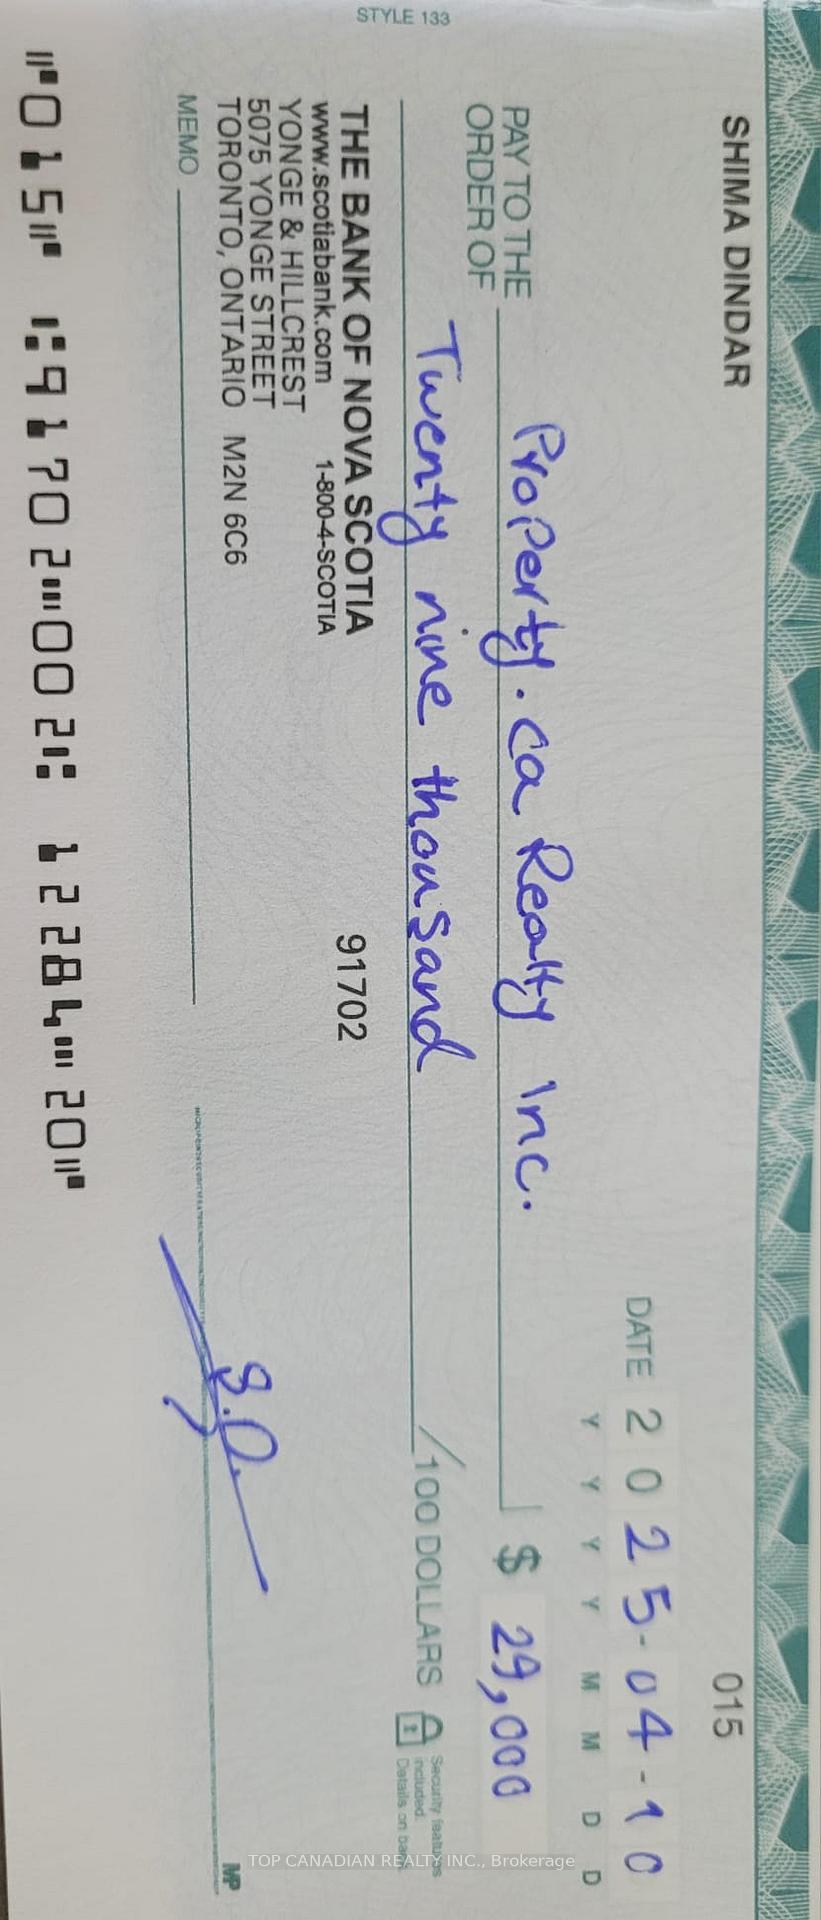 SHIMA DINDAR
015
DATE 2025-04-10
Y Y Y Y M M D D
PAY TO THE
ORDER OF Property.ca Realty Inc. $ 29,000
Twenty nine thousand /100 DOLLARS
Security features
included.
Details on back.
THE BANK OF NOVA SCOTIA 91702
www.scotiabank.com 1-800-4-SCOTIA
YONGE & HILLCREST
5075 YONGE STREET
TORONTO, ONTARIO M2N 6C6
MEMO
S.D.
MP
⑈015⑈ ⑆91702⑉002⑆ 12284⑉20⑈
STYLE 133
TOP CANADIAN REALTY INC., Brokerage